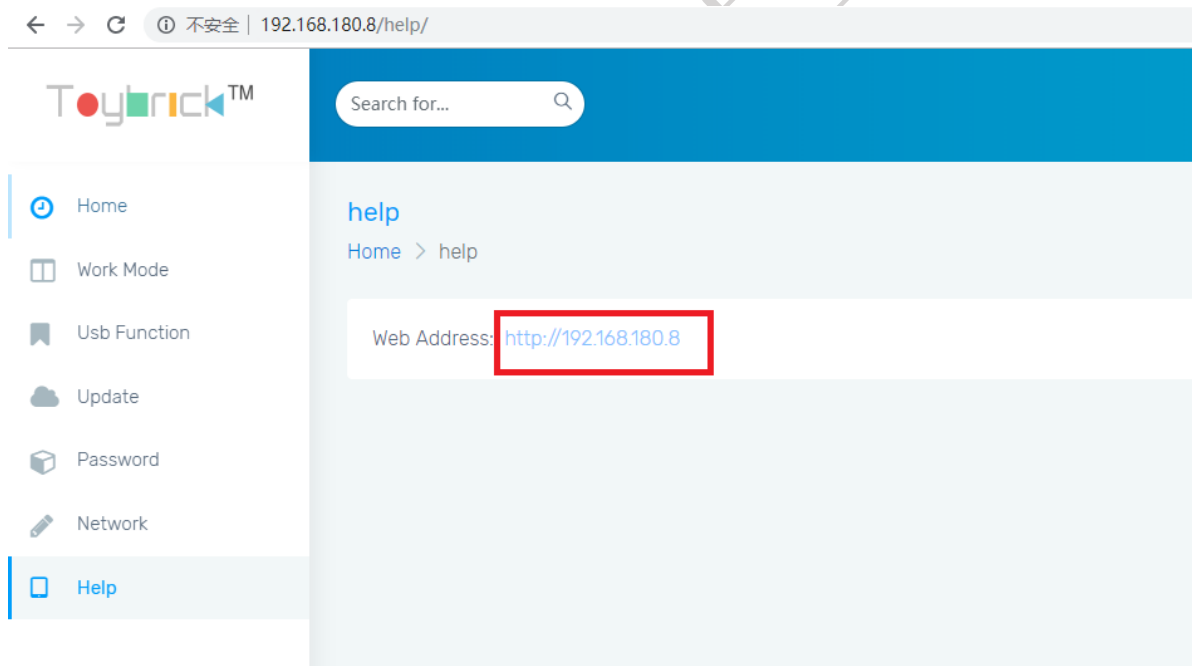 不安全 192.168.180.8/help/
Toybrick™
Search for...
Home
Work Mode
Usb Function
Update
Password
Network
Help
help
Home > help
Web Address: http://192.168.180.8